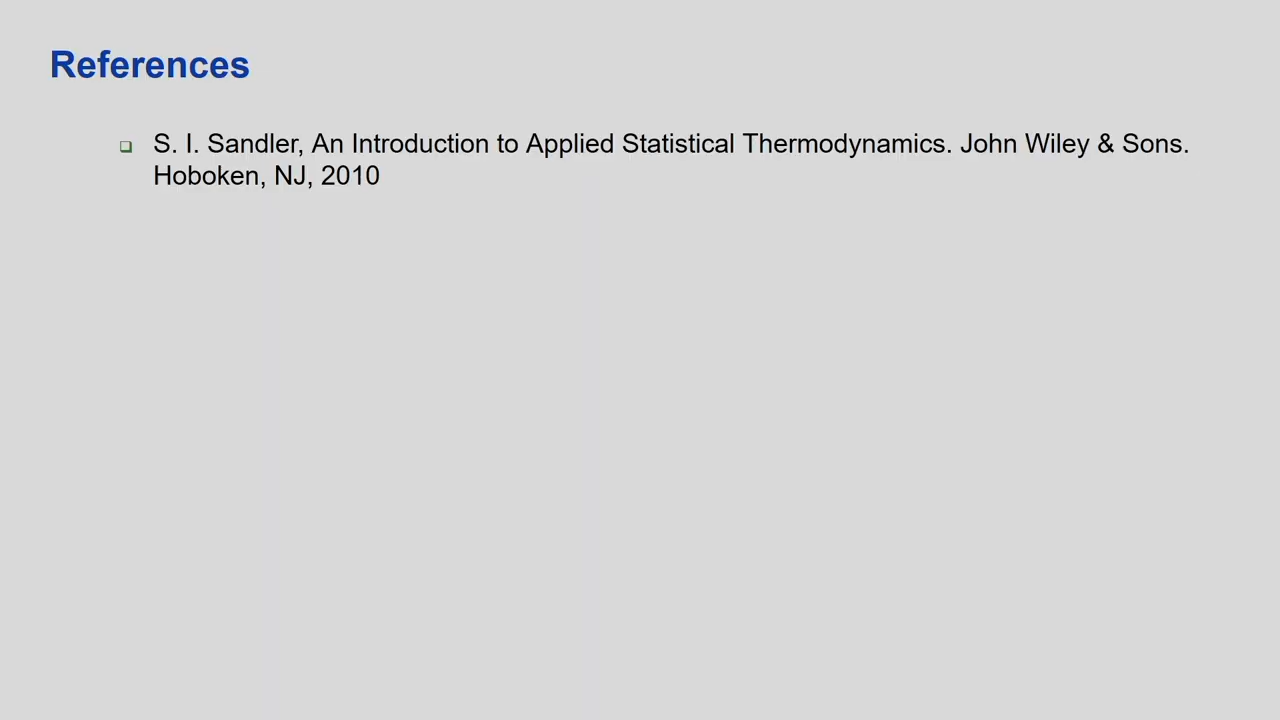 References
S. I. Sandler, An Introduction to Applied Statistical Thermodynamics. John Wiley & Sons.
Hoboken, NJ, 2010